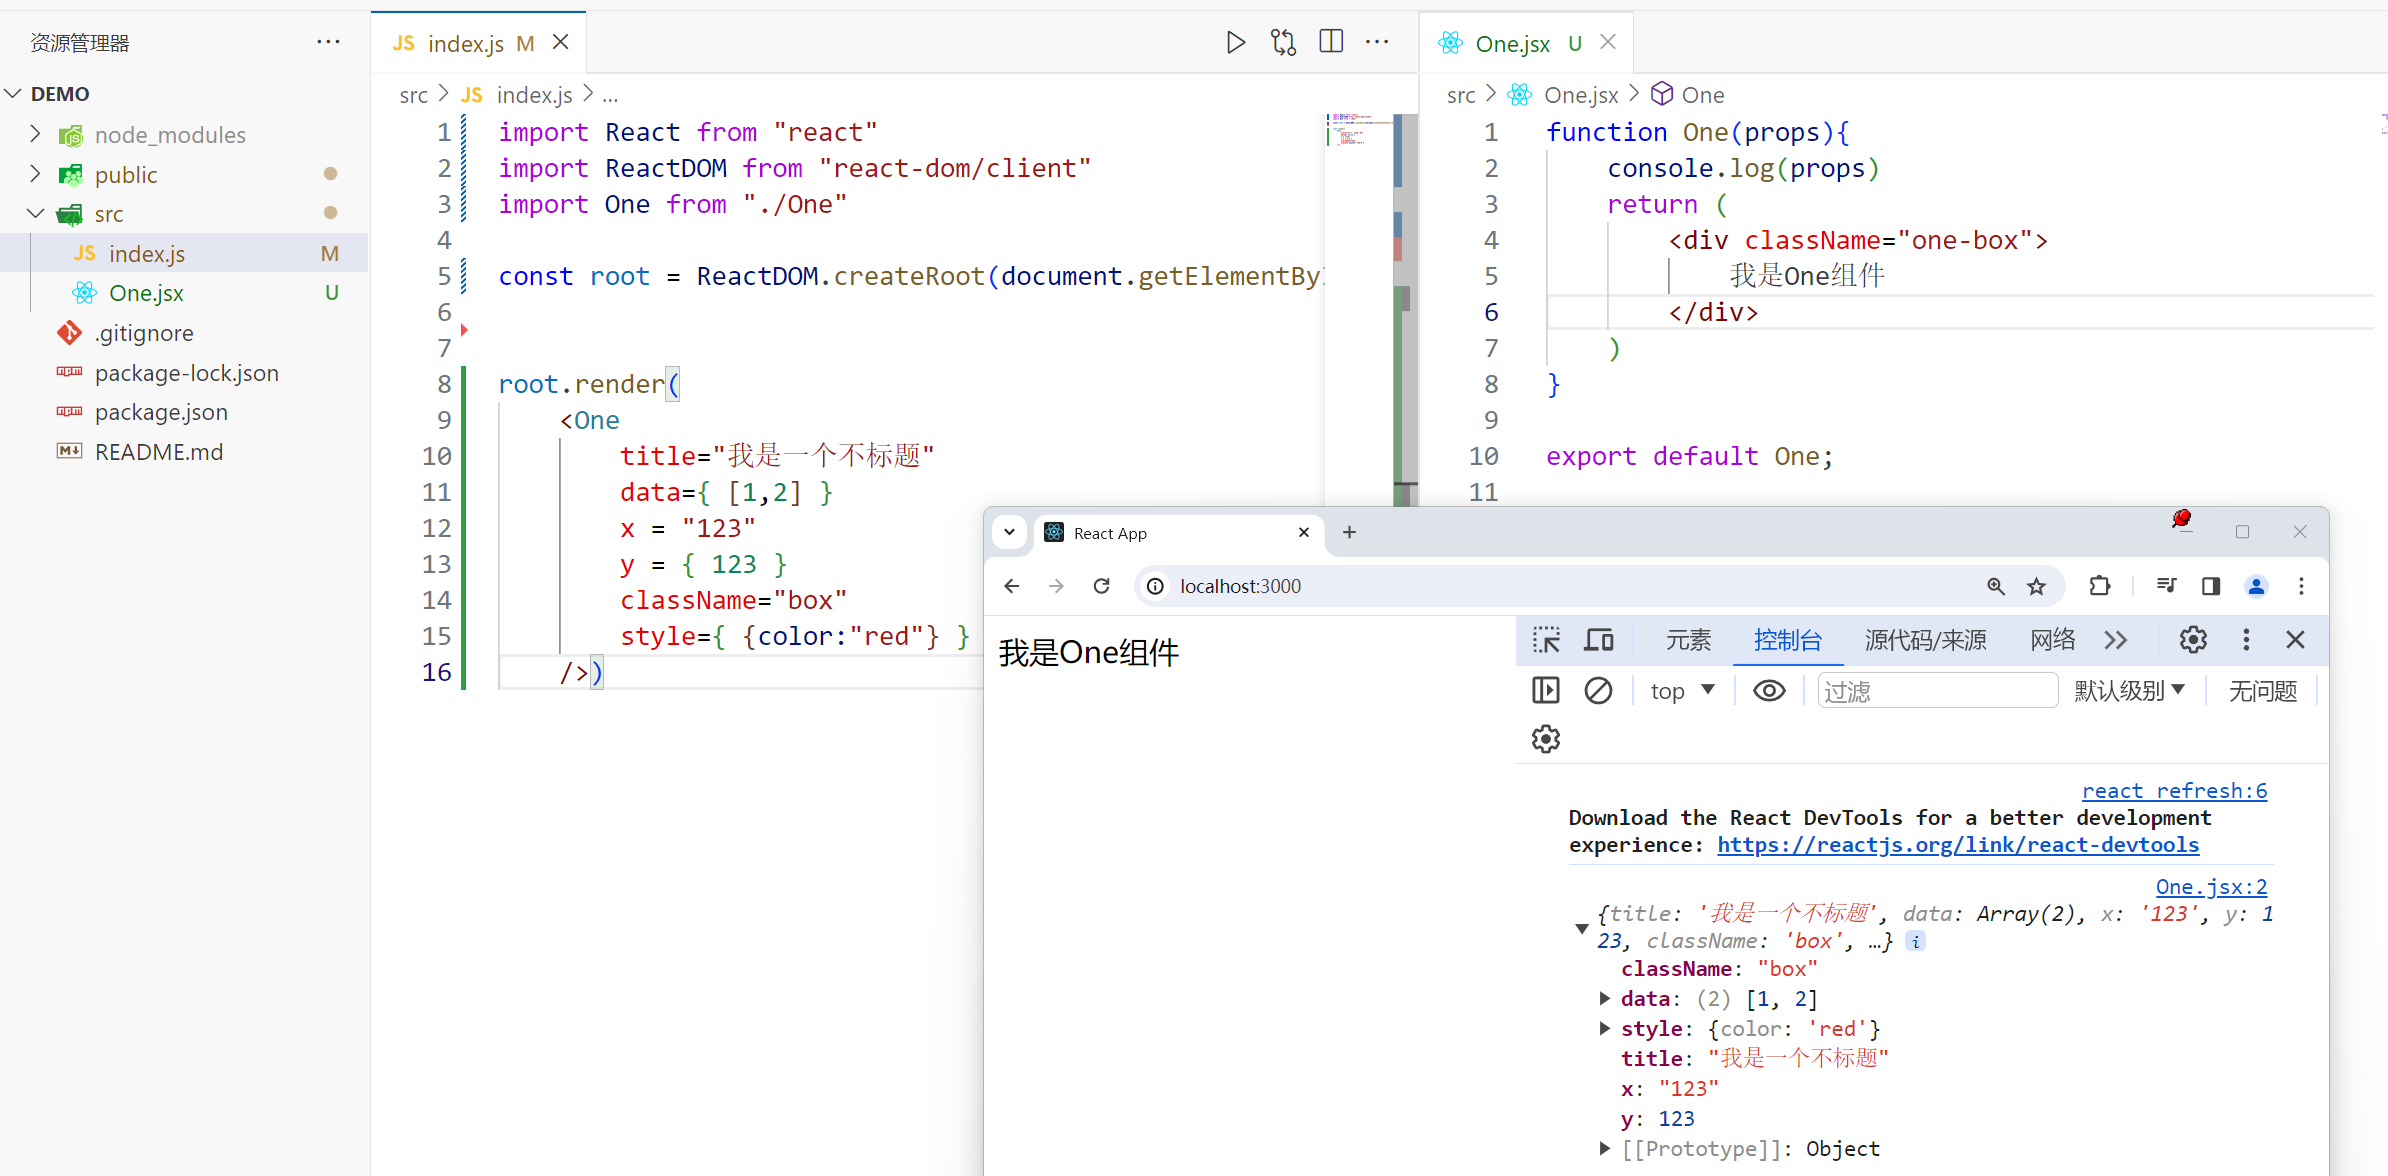 资源管理器
DEMO
node_modules
public
src
JS index.js M
One.jsx U
.gitignore
package-lock.json
package.json
README.md
JS index.js M
src > JS index.js > ...
1 import React from "react"
2 import ReactDOM from "react-dom/client"
3 import One from "./One"
4
5 const root = ReactDOM.createRoot(document.getElementBy
6
7
8 root.render(
9 <One
10 title="我是一个不标题"
11 data={ [1,2] }
12 x = "123"
13 y = { 123 }
14 className="box"
15 style={ {color:"red"} }
16 />)
One.jsx U
src > One.jsx > One
1 function One(props){
2 console.log(props)
3 return (
4 <div className="one-box">
5 我是One组件
6 </div>
7 )
8 }
9
10 export default One;
11
React App
localhost:3000
我是One组件
元素 控制台 源代码/来源 网络
top 过滤 默认级别 无问题
react refresh:6
Download the React DevTools for a better development
experience: https://reactjs.org/link/react-devtools
One.jsx:2
{title: '我是一个不标题', data: Array(2), x: '123', y: 1
23, className: 'box', …}
className: "box"
data: (2) [1, 2]
style: {color: 'red'}
title: "我是一个不标题"
x: "123"
y: 123
[[Prototype]]: Object